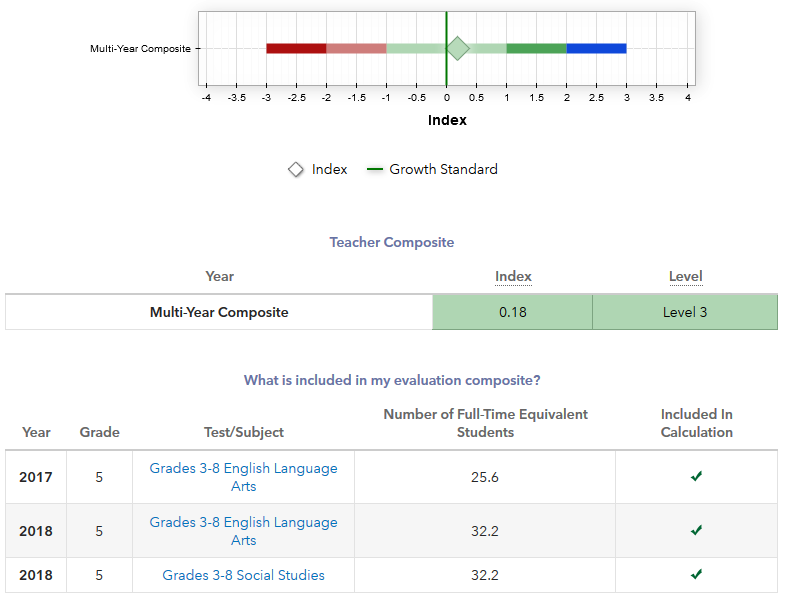 Multi-Year Composite
-4 -3.5 -3 -2.5 -2 -1.5 -1 -0.5 0 0.5 1 1.5 2 2.5 3 3.5 4
Index
Index Growth Standard
Teacher Composite
Year Index Level
Multi-Year Composite 0.18 Level 3
What is included in my evaluation composite?
Year Grade Test/Subject Number of Full-Time Equivalent Students Included In Calculation
2017 5 Grades 3-8 English Language Arts 25.6 ✔
2018 5 Grades 3-8 English Language Arts 32.2 ✔
2018 5 Grades 3-8 Social Studies 32.2 ✔